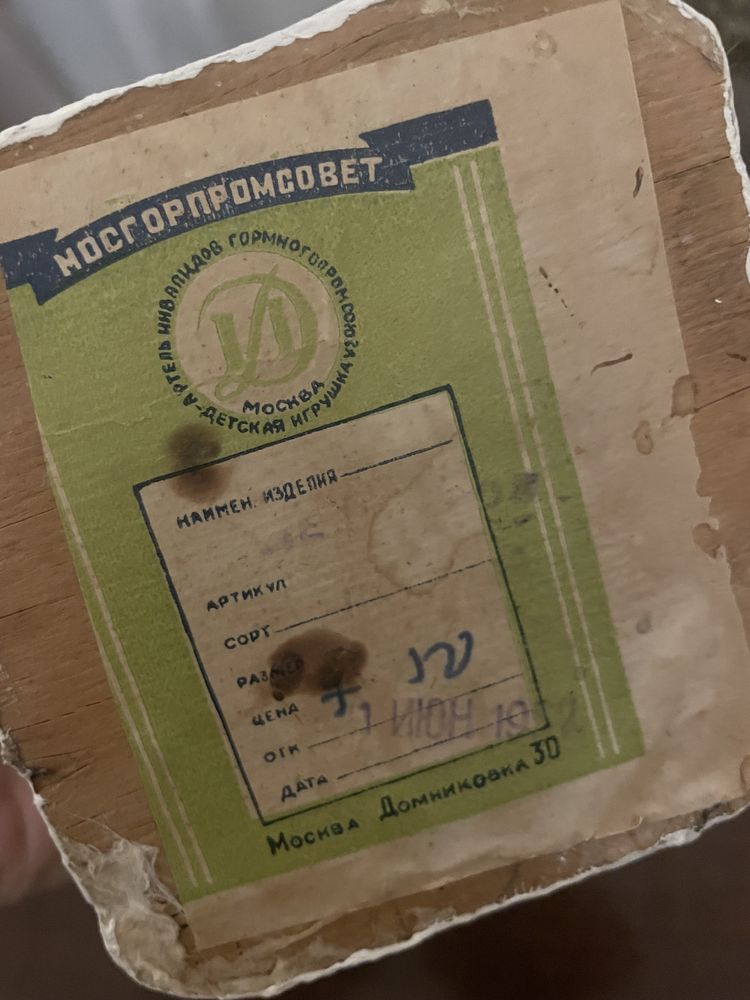 МОСГОРПРОМСОВЕТ
АРТЕЛЬ ИНВАЛИДОВ ГОРМНОГОПРОМСОЮЗА
-ДЕТСКАЯ ИГРУШКА-
МОСКВА
НАИМЕН. ИЗДЕЛИЯ
АРТИКУЛ
СОРТ
РАЗМЕР
ЦЕНА
1 ИЮН
ОТК
ДАТА
МОСКВА ДОМНИКОВКА 30